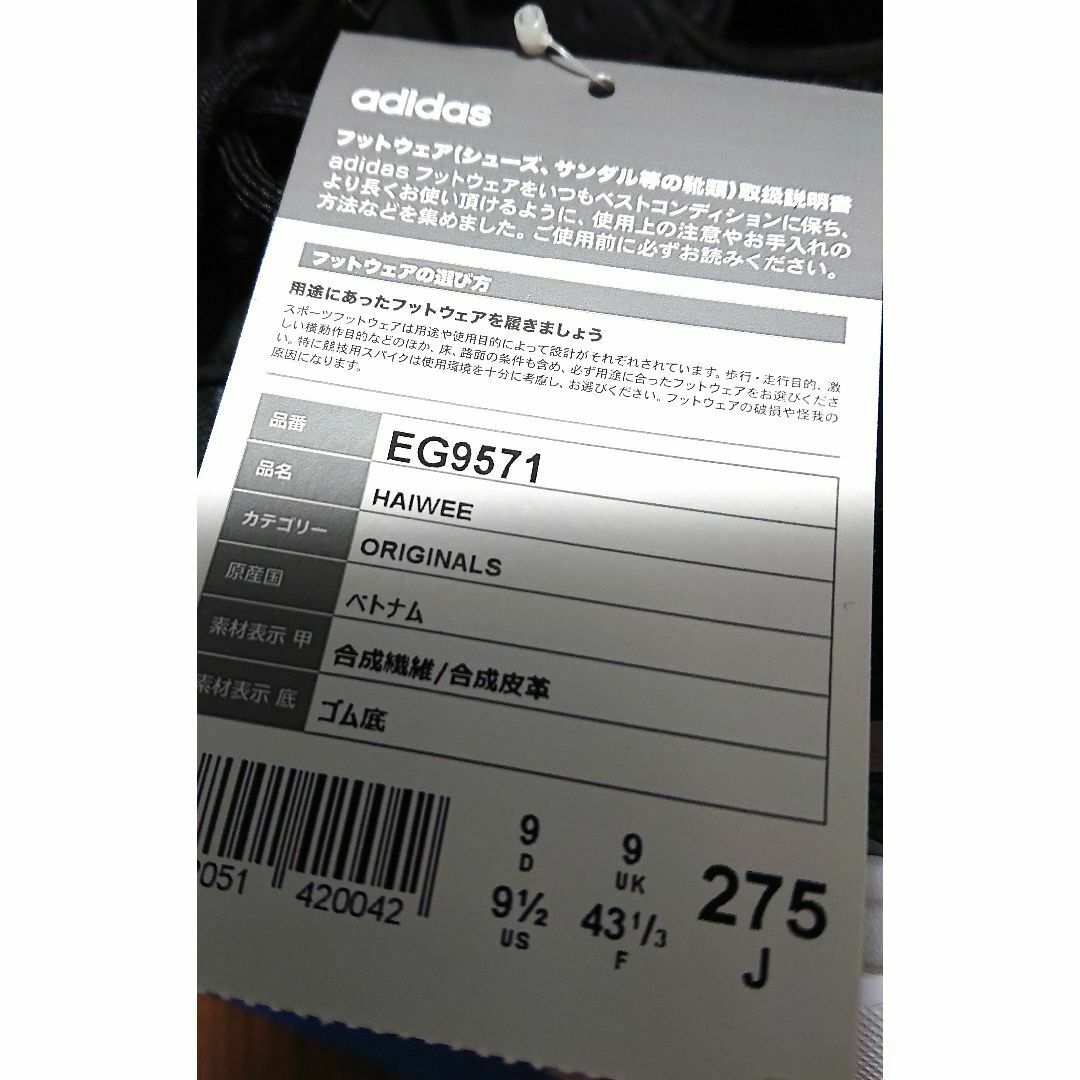 adidas
フットウェア(シューズ、サンダル等の靴類)取扱説明書
adidas フットウェアをいつもベストコンディションに保ち、
より長くお使い頂けるように、使用上の注意やお手入れの
方法などを集めました。ご使用前に必ずお読みください。
フットウェアの選び方
用途にあったフットウェアを履きましょう
スポーツフットウェアは用途や使用目的によって設計がそれぞれされています。歩行・走行目的、激
しい横動作目的などのほか、床、路面の条件も含め、必ず用途に合ったフットウェアをお選びくださ
い。特に競技用スパイクは使用環境を十分に考慮し、お選びください。フットウェアの破損や怪我の
原因になります。
品番 EG9571
品名 HAIWEE
カテゴリー ORIGINALS
原産国 ベトナム
素材表示 甲 合成繊維/合成皮革
素材表示 底 ゴム底
2051 420042
9 D
9 UK
9½ US
43⅓ F
275 J